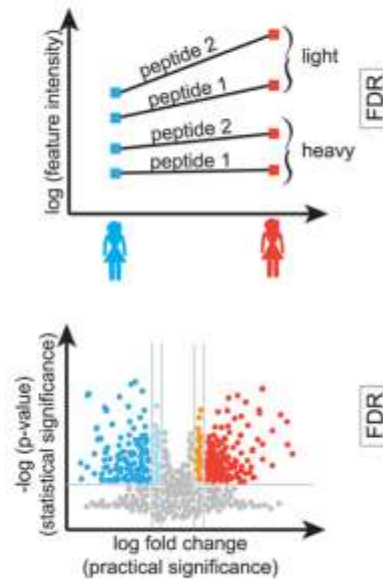 log (feature intensity)
peptide 2
peptide 1
light
peptide 2
peptide 1
heavy
FDR
-log (p-value)
(statistical significance)
FDR
log fold change
(practical significance)